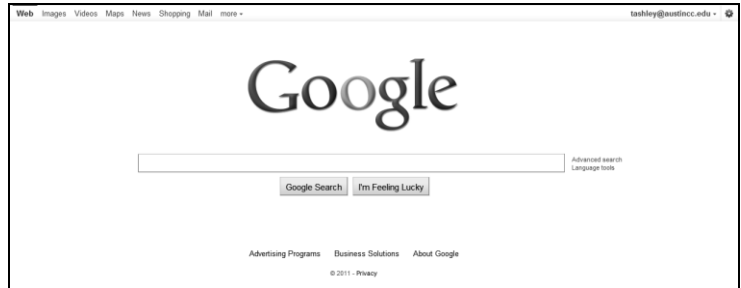 Web Images Videos Maps News Shopping Mail more tashley@austincc.edu
Google
Advanced search
Language tools
Google Search I'm Feeling Lucky
Advertising Programs Business Solutions About Google
© 2011 - Privacy